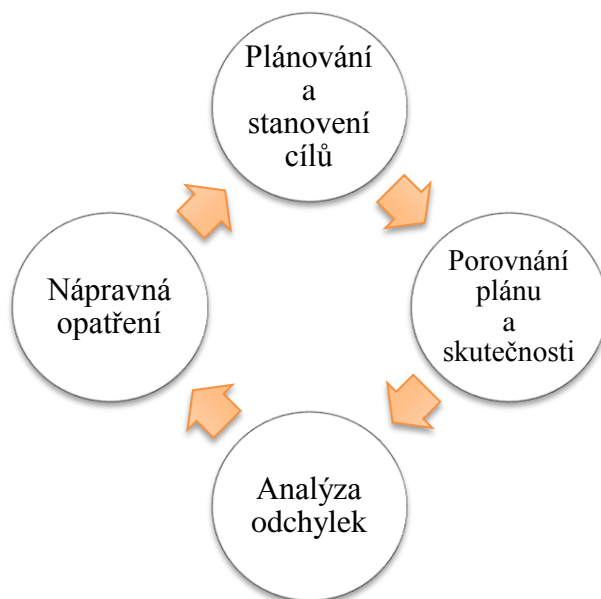 Plánování
a
stanovení
cílů
Porovnání
plánu
a
skutečnosti
Analýza
odchylek
Nápravná
opatření